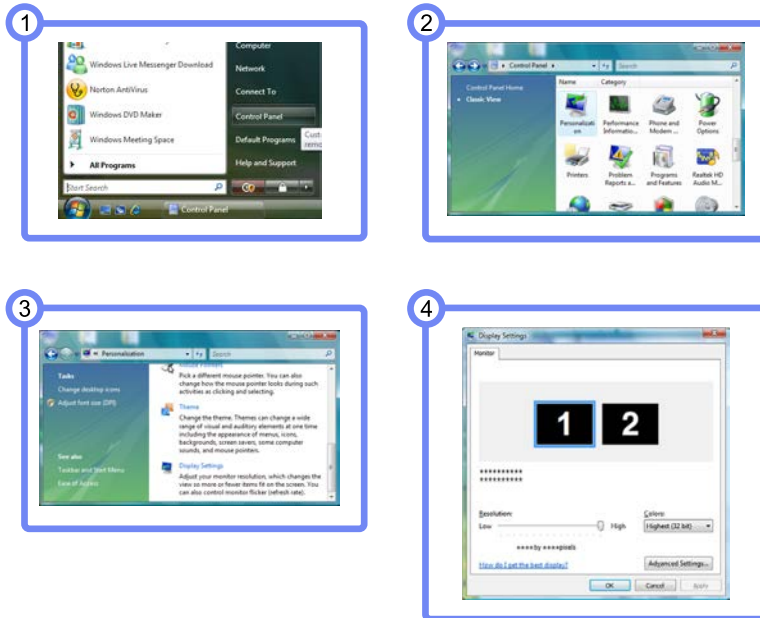 1
Computer
Windows Live Messenger Download
Network
Norton AntiVirus
Connect To
Windows DVD Maker
Control Panel
Windows Meeting Space
Default Programs
Cust
remo
All Programs
Help and Support
Start Search
Control Panel
2
Control Panel
Search
Control Panel Home
Classic View
Name
Category
Personalizati
on
Performance
Informatio...
Phone and
Modem ...
Power
Options
Printers
Problem
Reports a...
Programs
and Features
Realtek HD
Audio M...
3
Personalization
Search
Tasks
Change desktop icons
Adjust font size (DPI)
See also
Taskbar and Start Menu
Ease of Access
Mouse Pointers
Pick a different mouse pointer. You can also
change how the mouse pointer looks during such
activities as clicking and selecting.
Theme
Change the theme. Themes can change a wide
range of visual and auditory elements at one time
including the appearance of menus, icons,
backgrounds, screen savers, some computer
sounds, and mouse pointers.
Display Settings
Adjust your monitor resolution, which changes the
view so more or fewer items fit on the screen. You
can also control monitor flicker (refresh rate).
4
Display Settings
Monitor
1
2
**********
**********
Resolution:
Low
High
****by ****pixels
Colors:
Highest (32 bit)
How do I get the best display?
Advanced Settings...
OK
Cancel
Apply